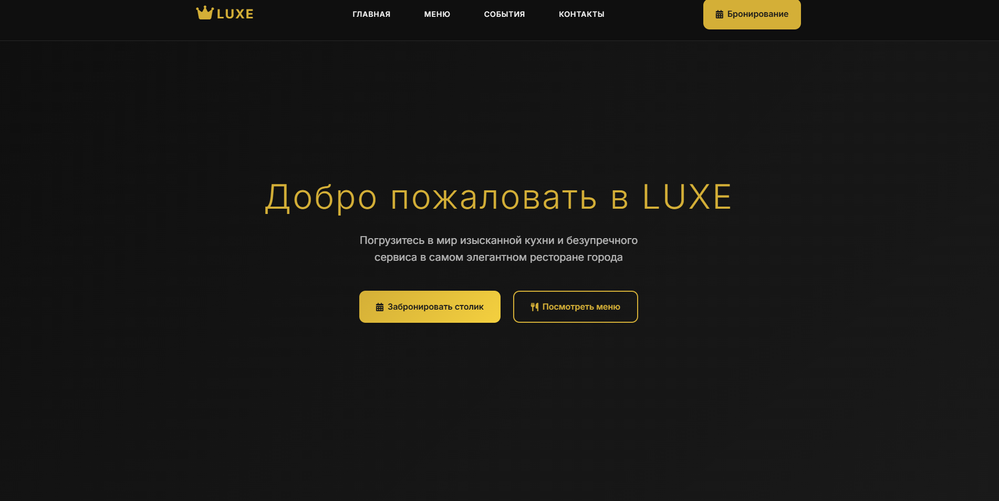 LUXE
ГЛАВНАЯ
МЕНЮ
СОБЫТИЯ
КОНТАКТЫ
Бронирование
Добро пожаловать в LUXE
Погрузитесь в мир изысканной кухни и безупречного
сервиса в самом элегантном ресторане города
Забронировать столик
Посмотреть меню